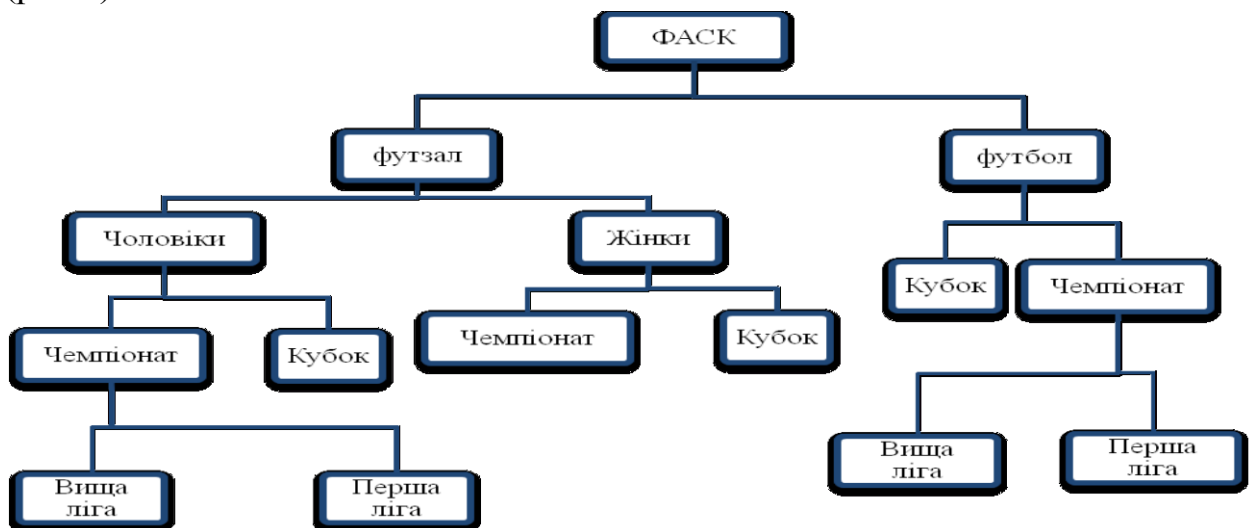 ФАСК
футзал
футбол
Чоловіки
Жінки
Кубок
Чемпіонат
Чемпіонат
Кубок
Чемпіонат
Кубок
Вища
ліга
Перша
ліга
Вища
ліга
Перша
ліга